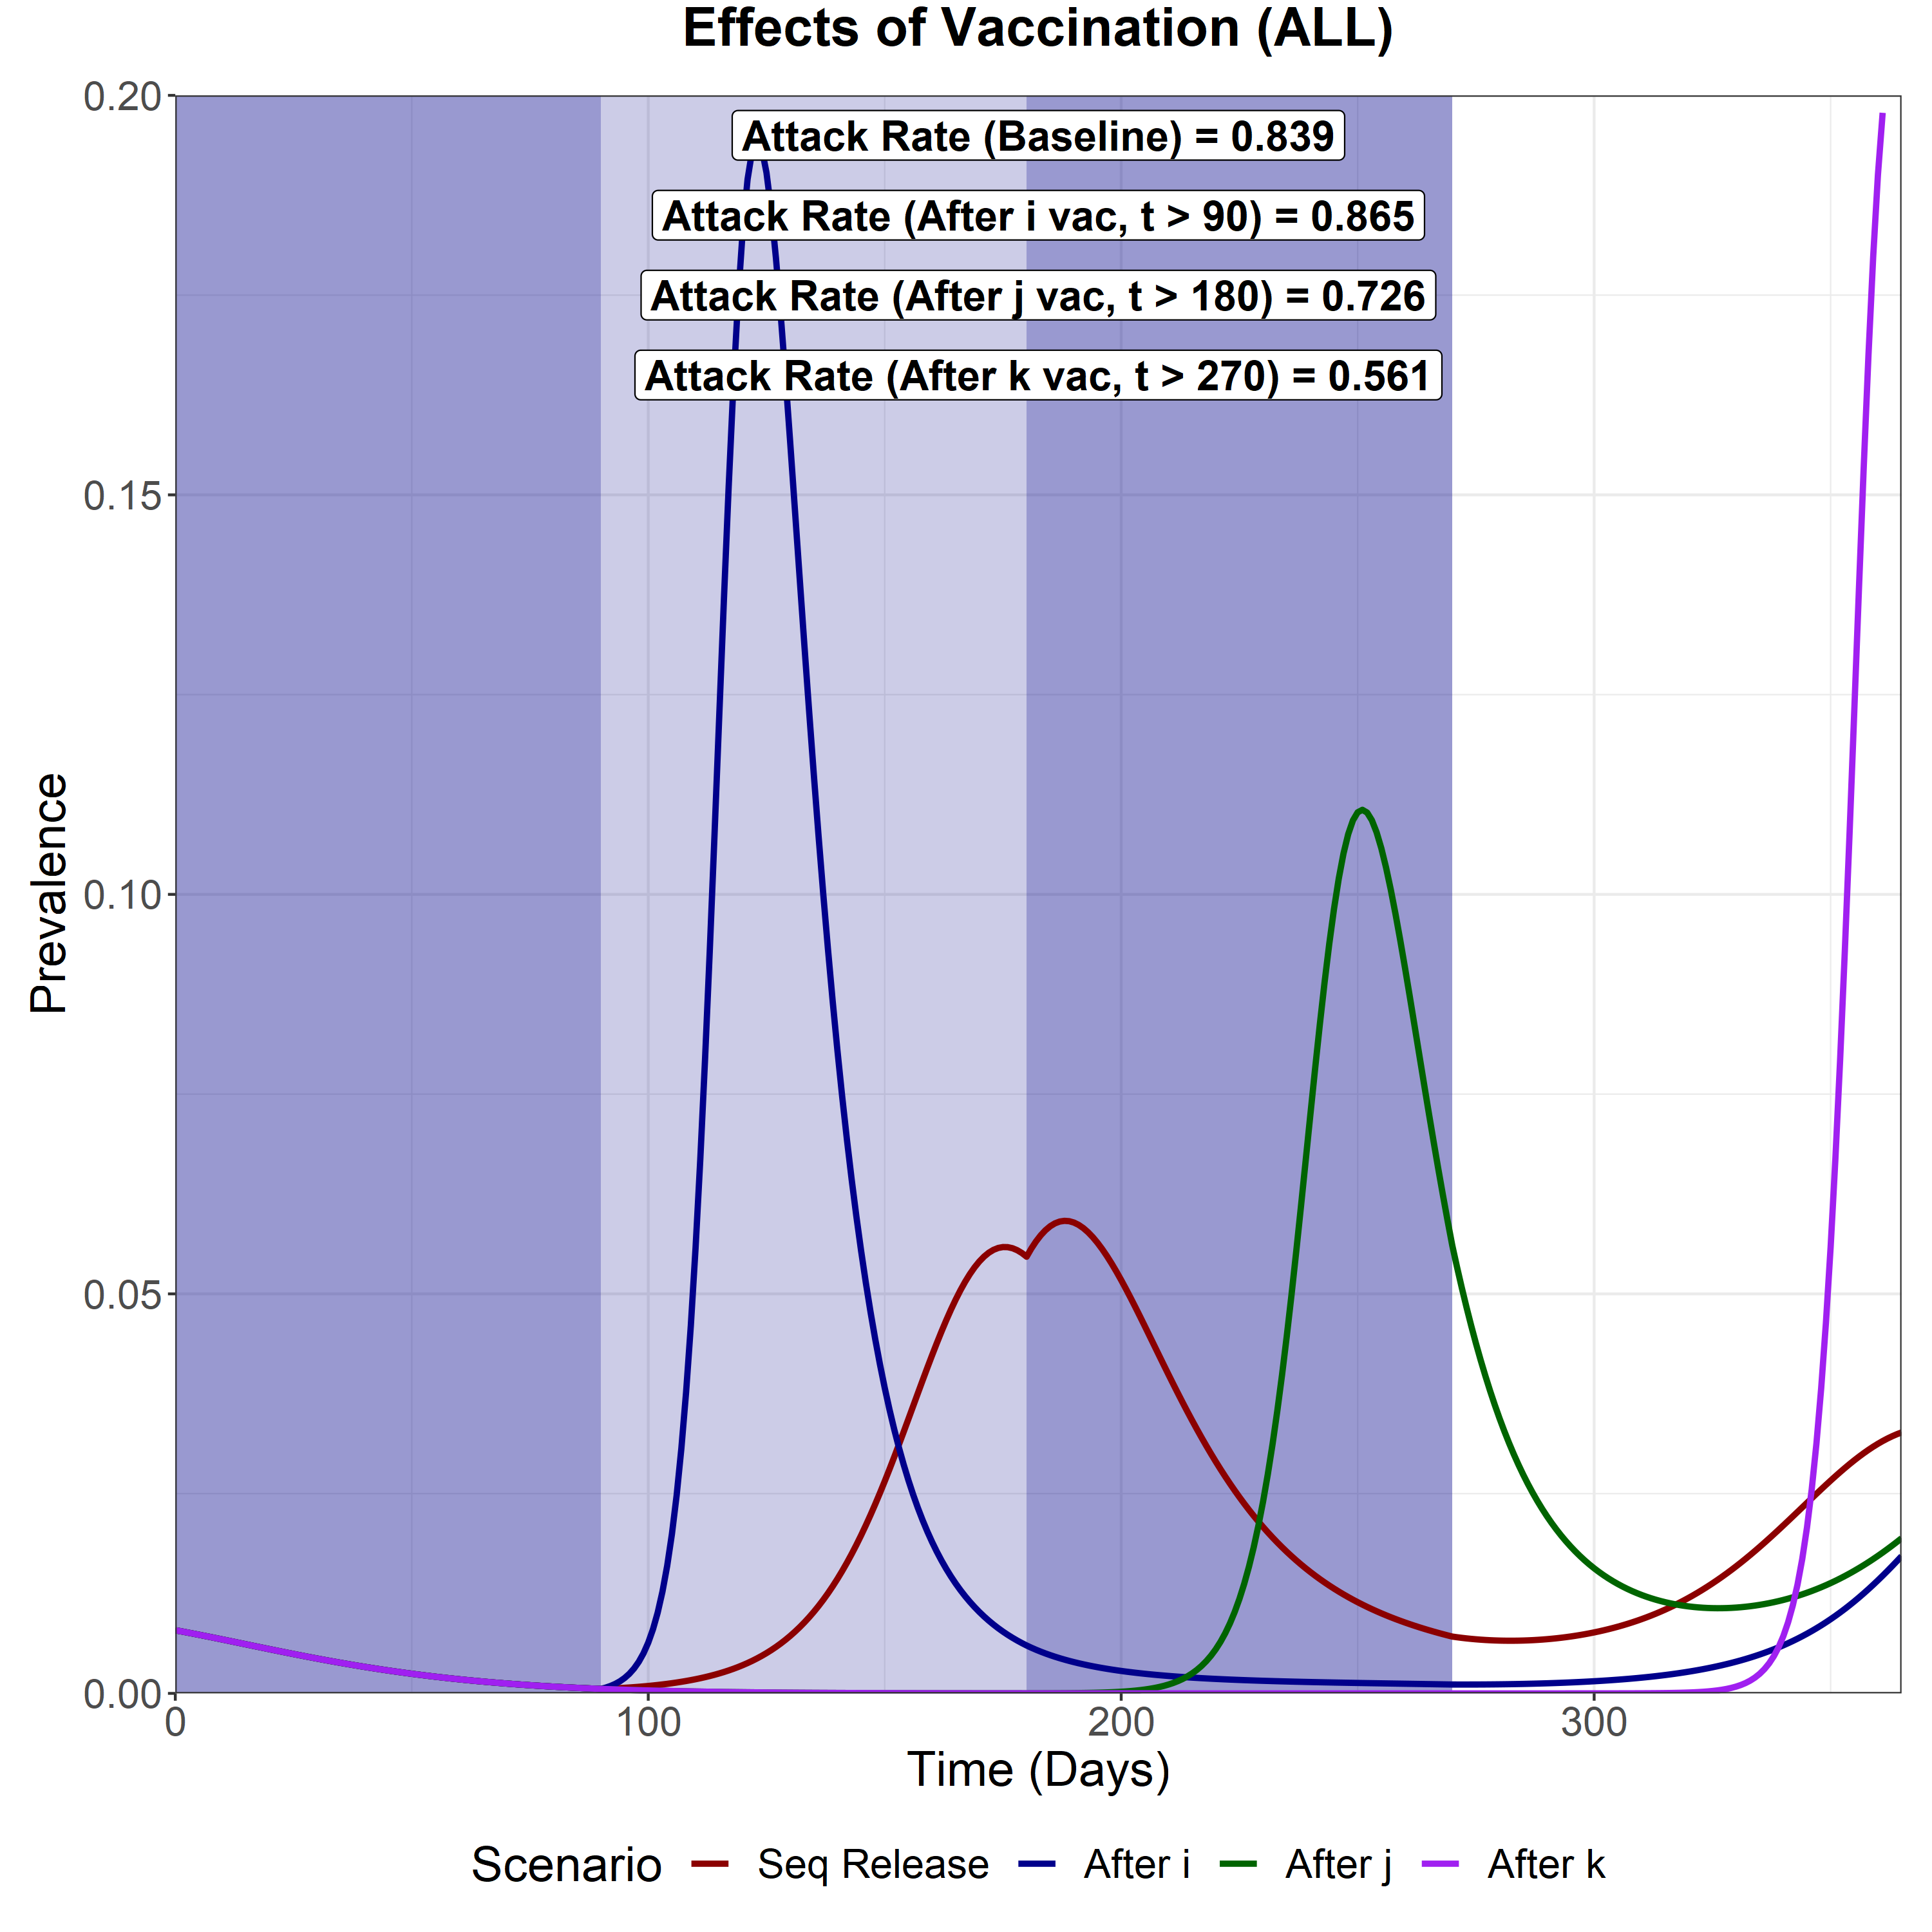 Effects of Vaccination (ALL)
0.20
0.15
0.10
0.05
0.00
Prevalence
Attack Rate (Baseline) = 0.839
Attack Rate (After i vac, t > 90) = 0.865
Attack Rate (After j vac, t > 180) = 0.726
Attack Rate (After k vac, t > 270) = 0.561
0 100 200 300
Time (Days)
Scenario Seq Release After i After j After k